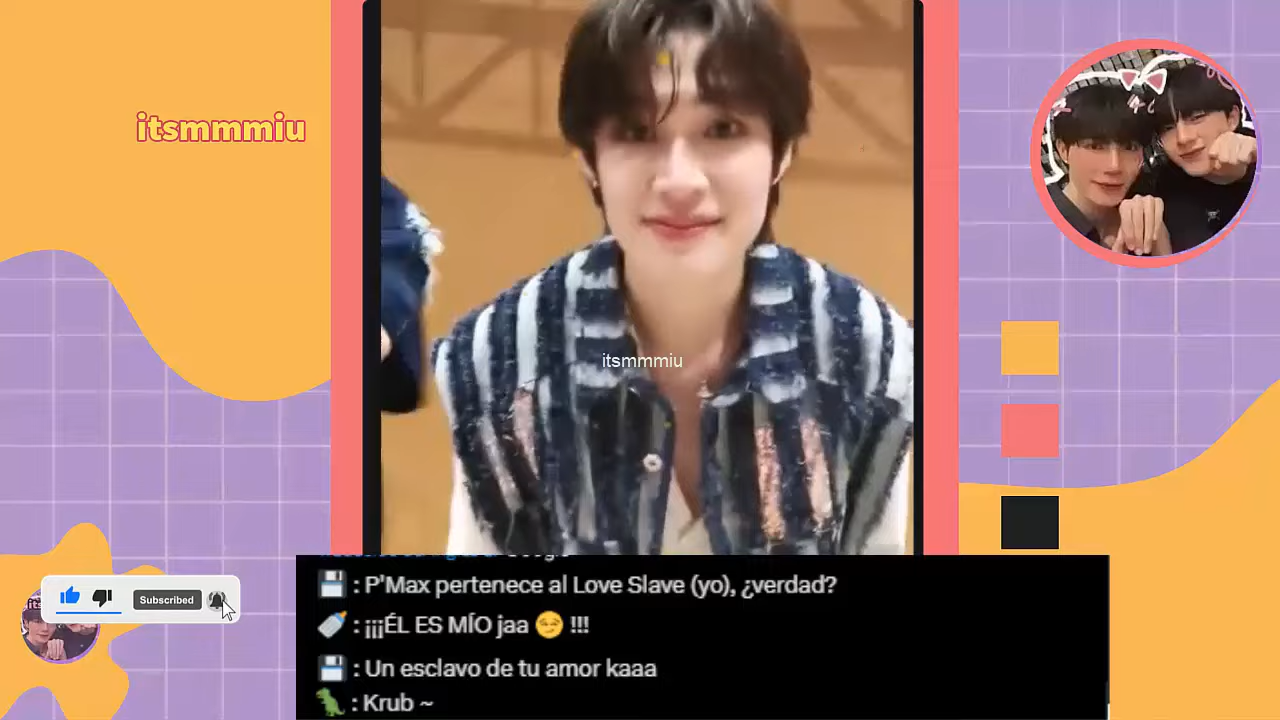 itsmmmiu
itsmmmiu
Subscribed
💾 : P'Max pertenece al Love Slave (yo), ¿verdad?
🍼 : ¡¡¡ÉL ES MÍO jaa 😏 !!!
💾 : Un esclavo de tu amor kaaa
🦖 : Krub ~